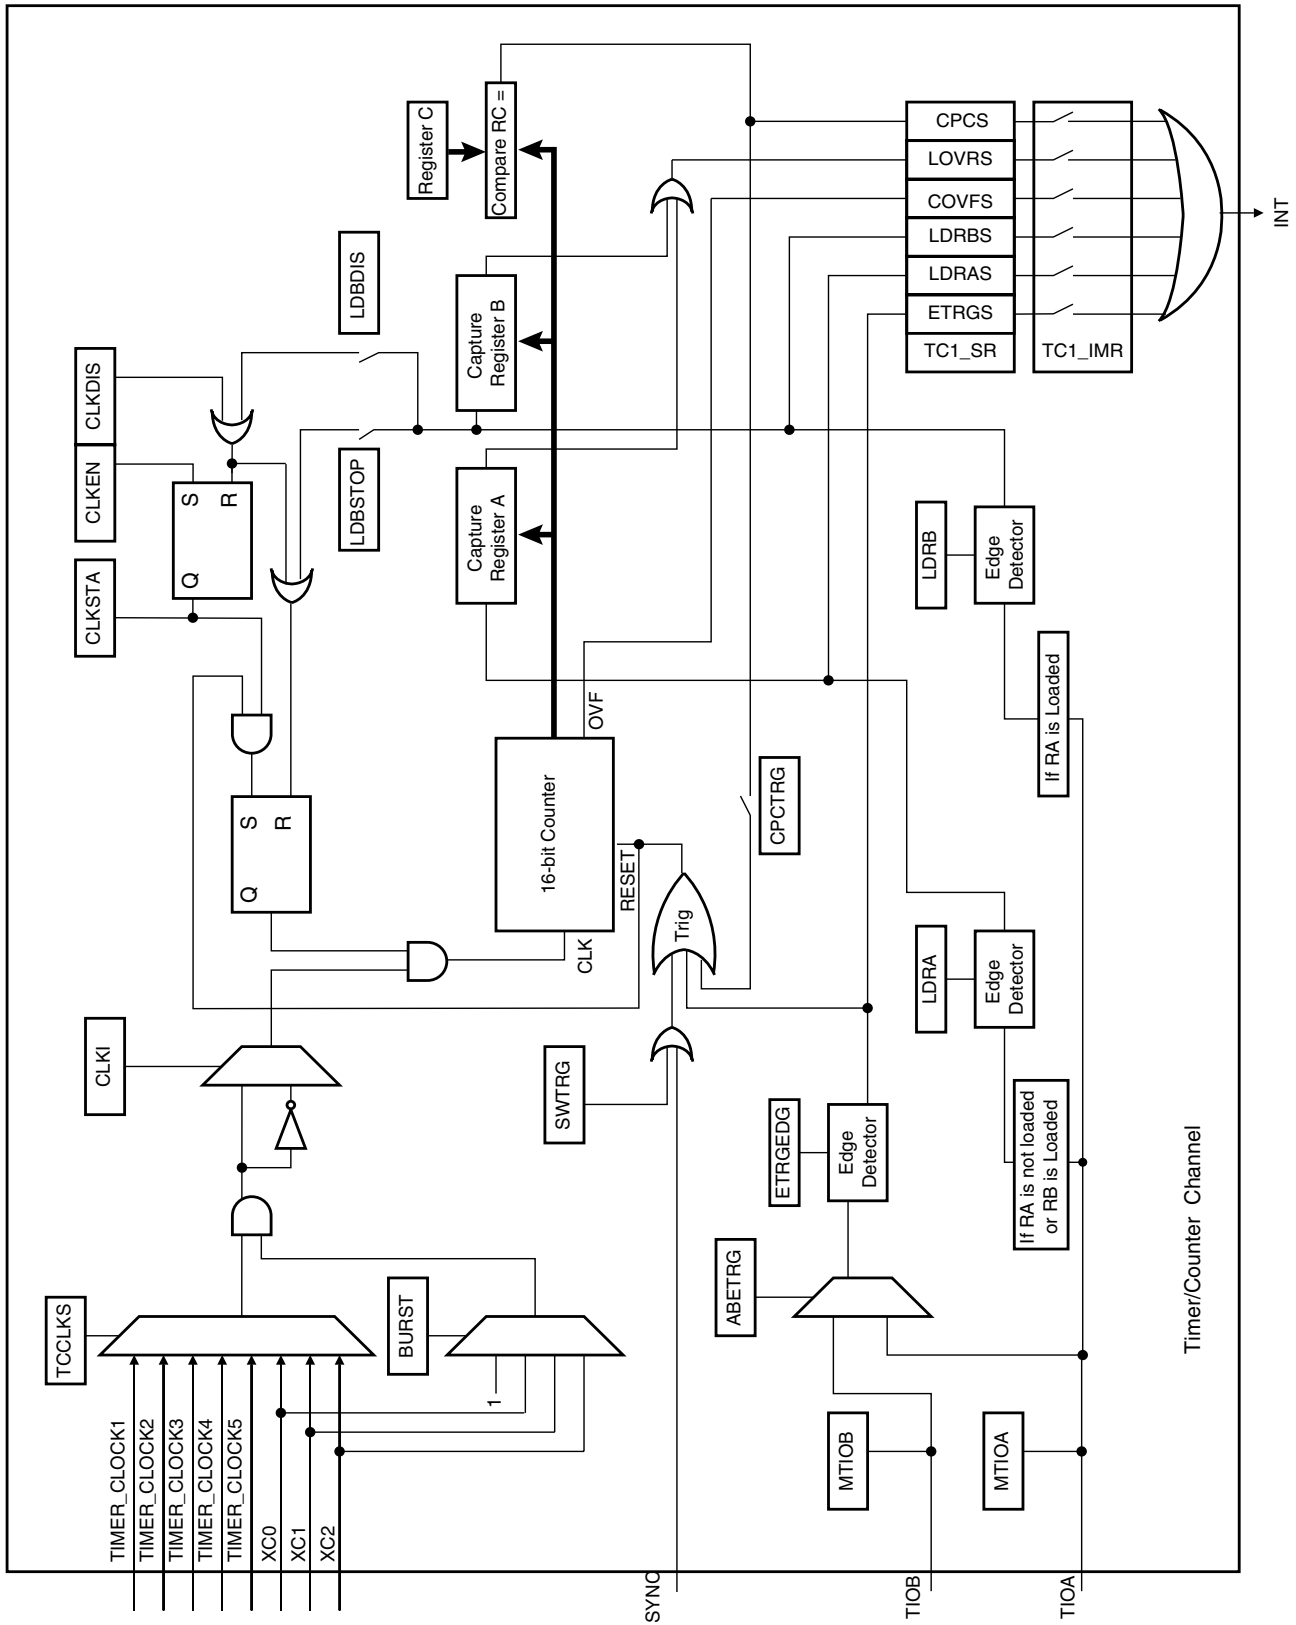 TCCLKS
TIMER_CLOCK1
TIMER_CLOCK2
TIMER_CLOCK3
TIMER_CLOCK4
TIMER_CLOCK5
XC0
XC1
XC2
BURST
1
CLKI
CLKSTA
CLKEN
CLKDIS
Q
S
R
Q
S
R
LDBSTOP
LDBDIS
Register C
Compare RC =
Capture
Register A
Capture
Register B
16-bit Counter
CLK
OVF
RESET
SWTRG
Trig
CPCTRG
SYNC
ABETRG
ETRGEDG
Edge
Detector
MTIOB
TIOB
MTIOA
TIOA
LDRA
Edge
Detector
If RA is not loaded
or RB is Loaded
LDRB
Edge
Detector
If RA is Loaded
CPCS
LOVRS
COVFS
LDRBS
LDRAS
ETRGS
TC1_SR
TC1_IMR
INT
Timer/Counter Channel